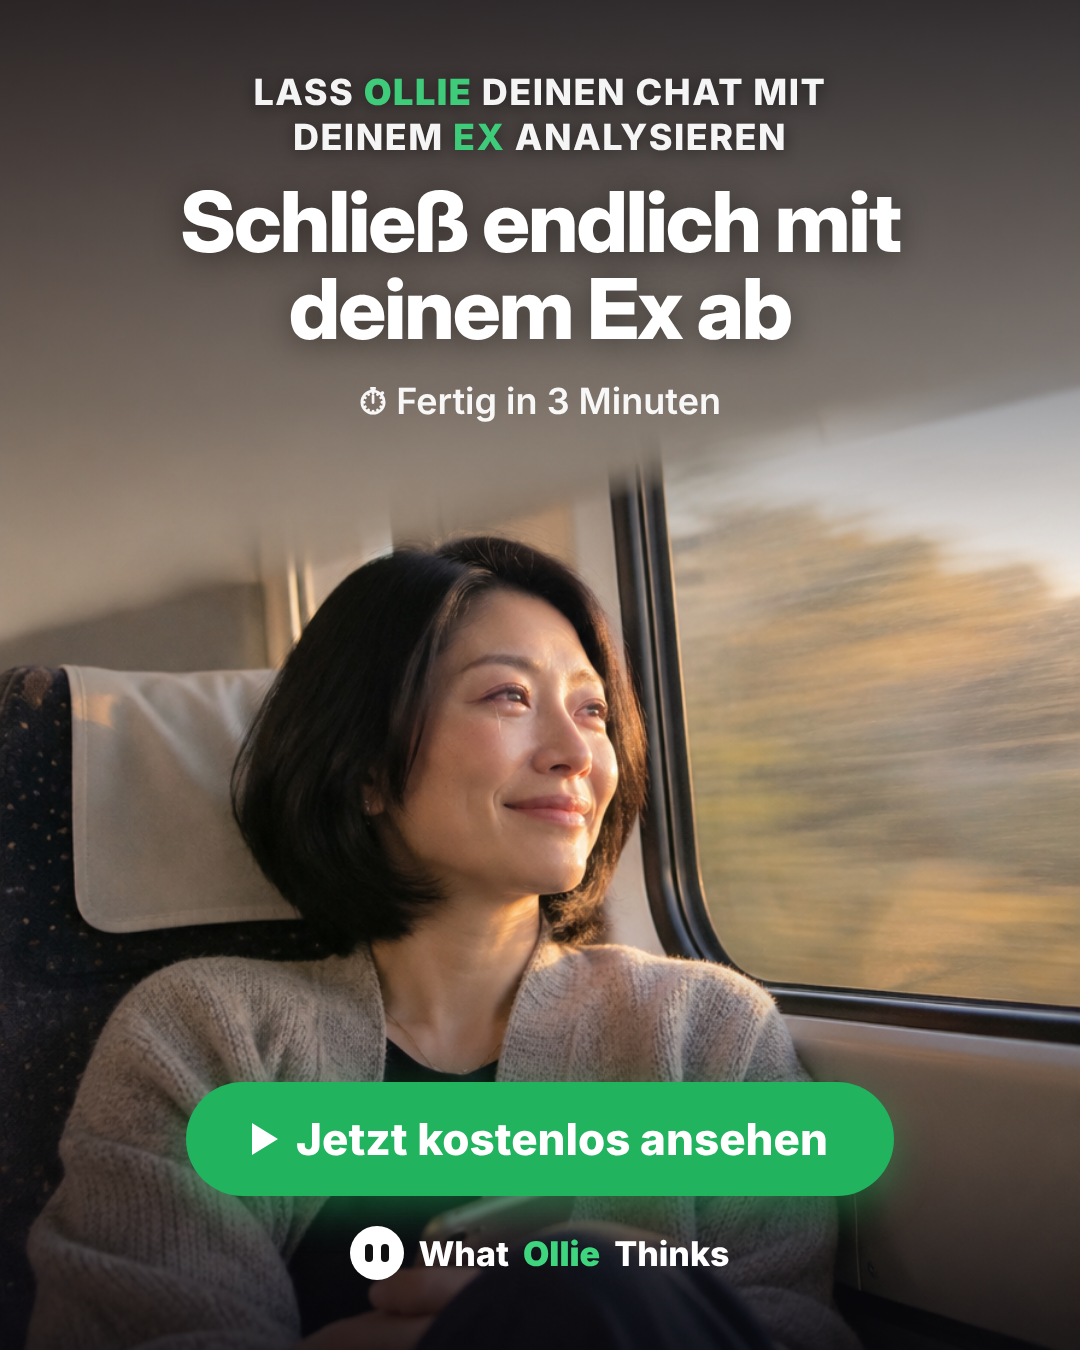 LASS OLLIE DEINEN CHAT MIT
DEINEM EX ANALYSIEREN
Schließ endlich mit
deinem Ex ab
⏱ Fertig in 3 Minuten
▶ Jetzt kostenlos ansehen
What Ollie Thinks